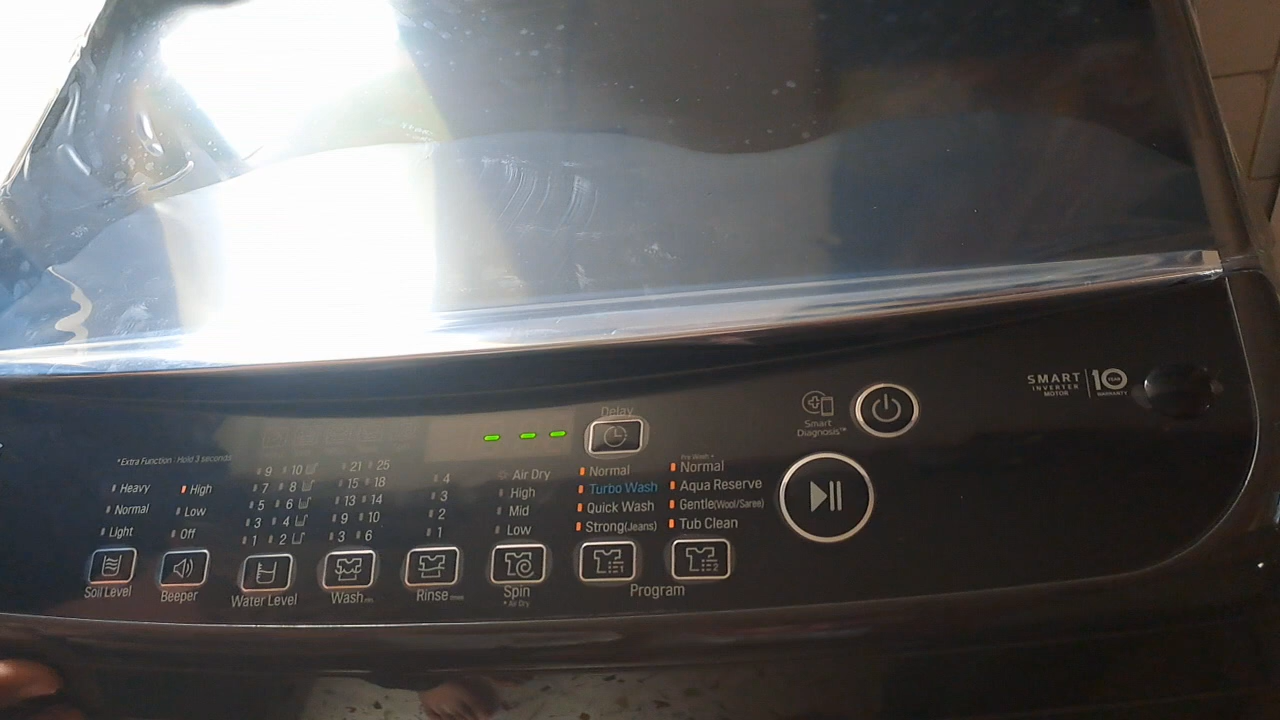 SMART
INVERTER
MOTOR
10
YEAR
WARRANTY
Delay
Smart
Diagnosis™
*Extra Function : Hold 3 seconds
Heavy
Normal
Light
Soil Level
High
Low
Off
Beeper
9 10
7 8
5 6
3 4
1 2
Water Level
21 25
15 18
13 14
9 10
3 6
Wash
4
3
2
1
Rinse
Air Dry
High
Mid
Low
Spin
* Air Dry
Normal
Turbo Wash
Quick Wash
Strong(Jeans)
1
Pre Wash +
Normal
Aqua Reserve
Gentle(Wool/Saree)
Tub Clean
2
Program